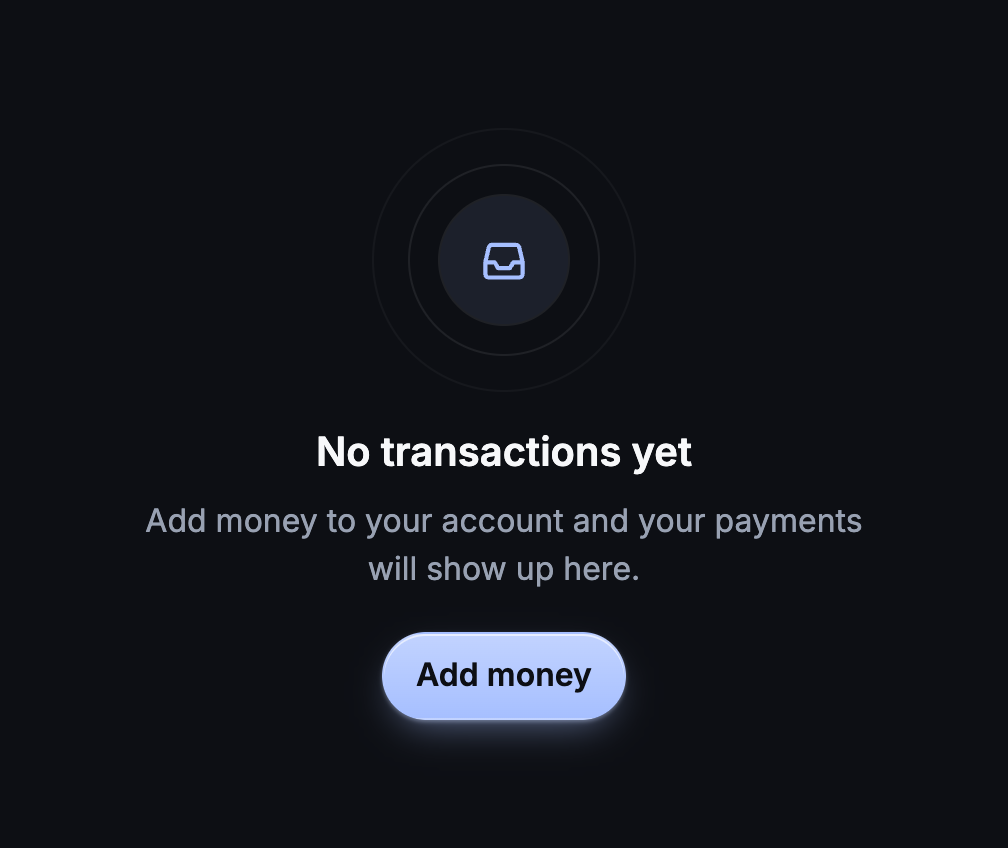 No transactions yet
Add money to your account and your payments
will show up here.
Add money